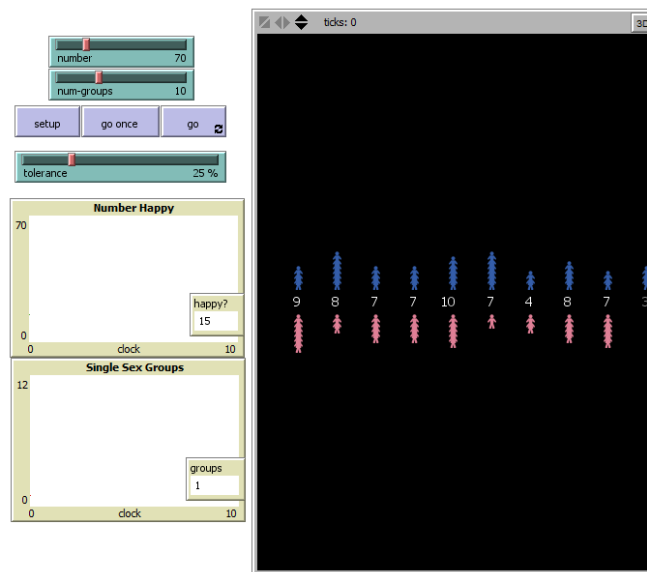 ticks: 0
3D
number 70
num-groups 10
setup go once go
tolerance 25 %
Number Happy
70
happy?
15
0
0 clock 10
9 8 7 7 10 7 4 8 7 3
Single Sex Groups
12
groups
1
0
0 clock 10